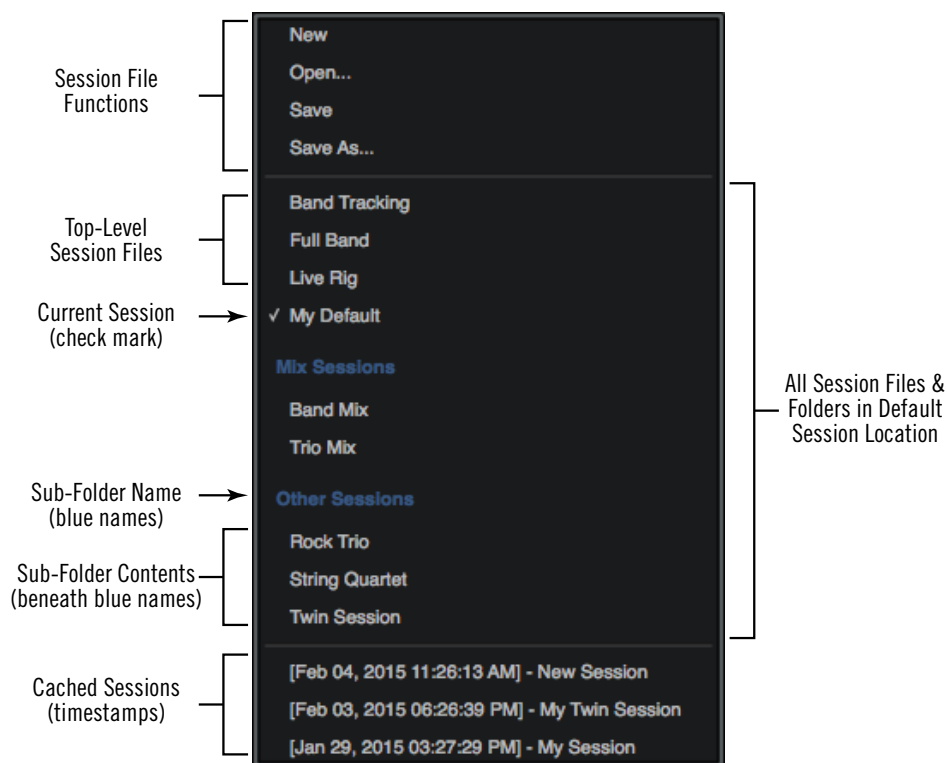 New
Open...
Save
Save As...
Session File
Functions
Band Tracking
Full Band
Live Rig
Top-Level
Session Files
✓ My Default
Current Session
(check mark)
Mix Sessions
Band Mix
Trio Mix
All Session Files &
Folders in Default
Session Location
Other Sessions
Sub-Folder Name
(blue names)
Rock Trio
String Quartet
Twin Session
Sub-Folder Contents
(beneath blue names)
[Feb 04, 2015 11:26:13 AM] - New Session
[Feb 03, 2015 06:26:39 PM] - My Twin Session
[Jan 29, 2015 03:27:29 PM] - My Session
Cached Sessions
(timestamps)